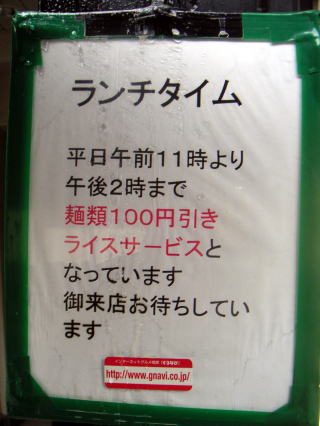 ランチタイム
平日午前11時より
午後2時まで
麺類100円引き
ライスサービスと
なっています
御来店お待ちしてい
ます
http://www.gnavi.co.jp/